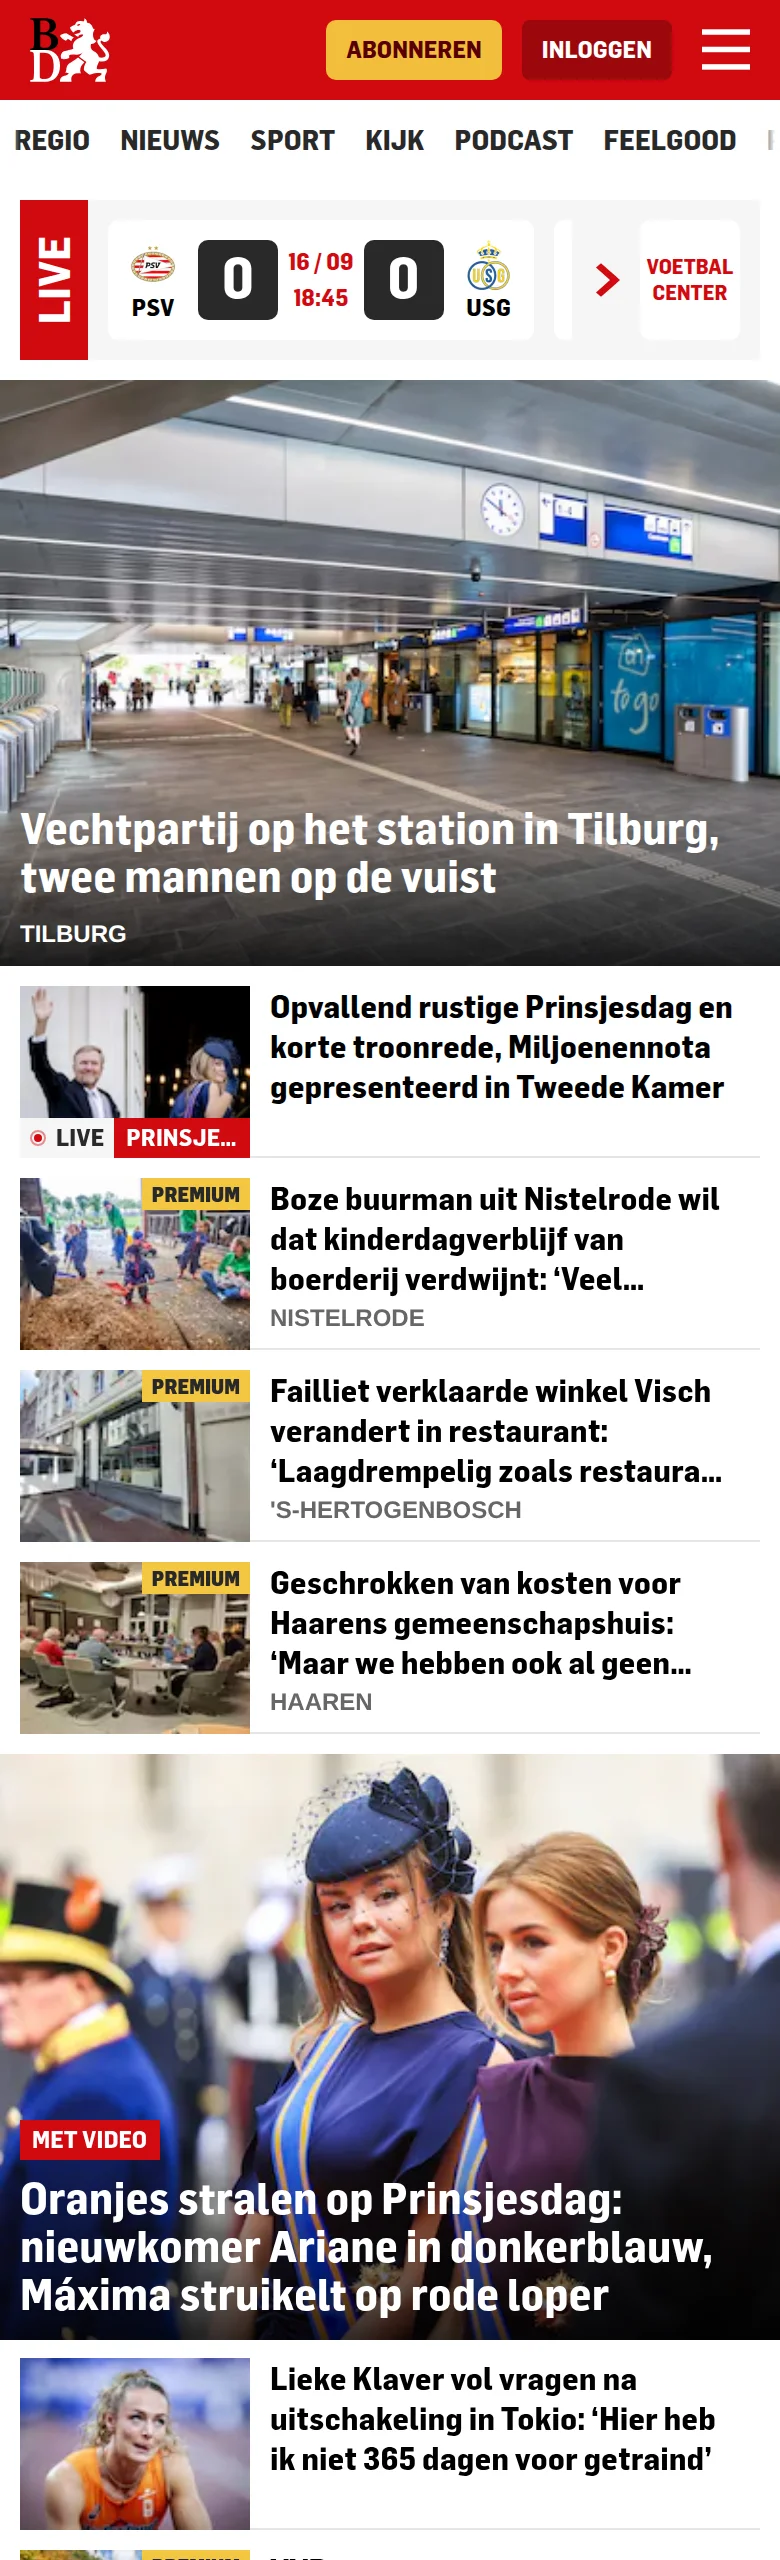 BD
ABONNEREN
INLOGGEN
REGIO NIEUWS SPORT KIJK PODCAST FEELGOOD
LIVE
PSV
PSV
0
16 / 09
18:45
0
USG
USG
VOETBAL
CENTER
to go
Vechtpartij op het station in Tilburg,
twee mannen op de vuist
TILBURG
LIVE PRINSJE...
Opvallend rustige Prinsjesdag en
korte troonrede, Miljoenennota
gepresenteerd in Tweede Kamer
PREMIUM
Boze buurman uit Nistelrode wil
dat kinderdagverblijf van
boerderij verdwijnt: ‘Veel...
NISTELRODE
PREMIUM
Failliet verklaarde winkel Visch
verandert in restaurant:
‘Laagdrempelig zoals restaura...
'S-HERTOGENBOSCH
PREMIUM
Geschrokken van kosten voor
Haarens gemeenschapshuis:
‘Maar we hebben ook al geen...
HAAREN
MET VIDEO
Oranjes stralen op Prinsjesdag:
nieuwkomer Ariane in donkerblauw,
Máxima struikelt op rode loper
Lieke Klaver vol vragen na
uitschakeling in Tokio: ‘Hier heb
ik niet 365 dagen voor getraind’